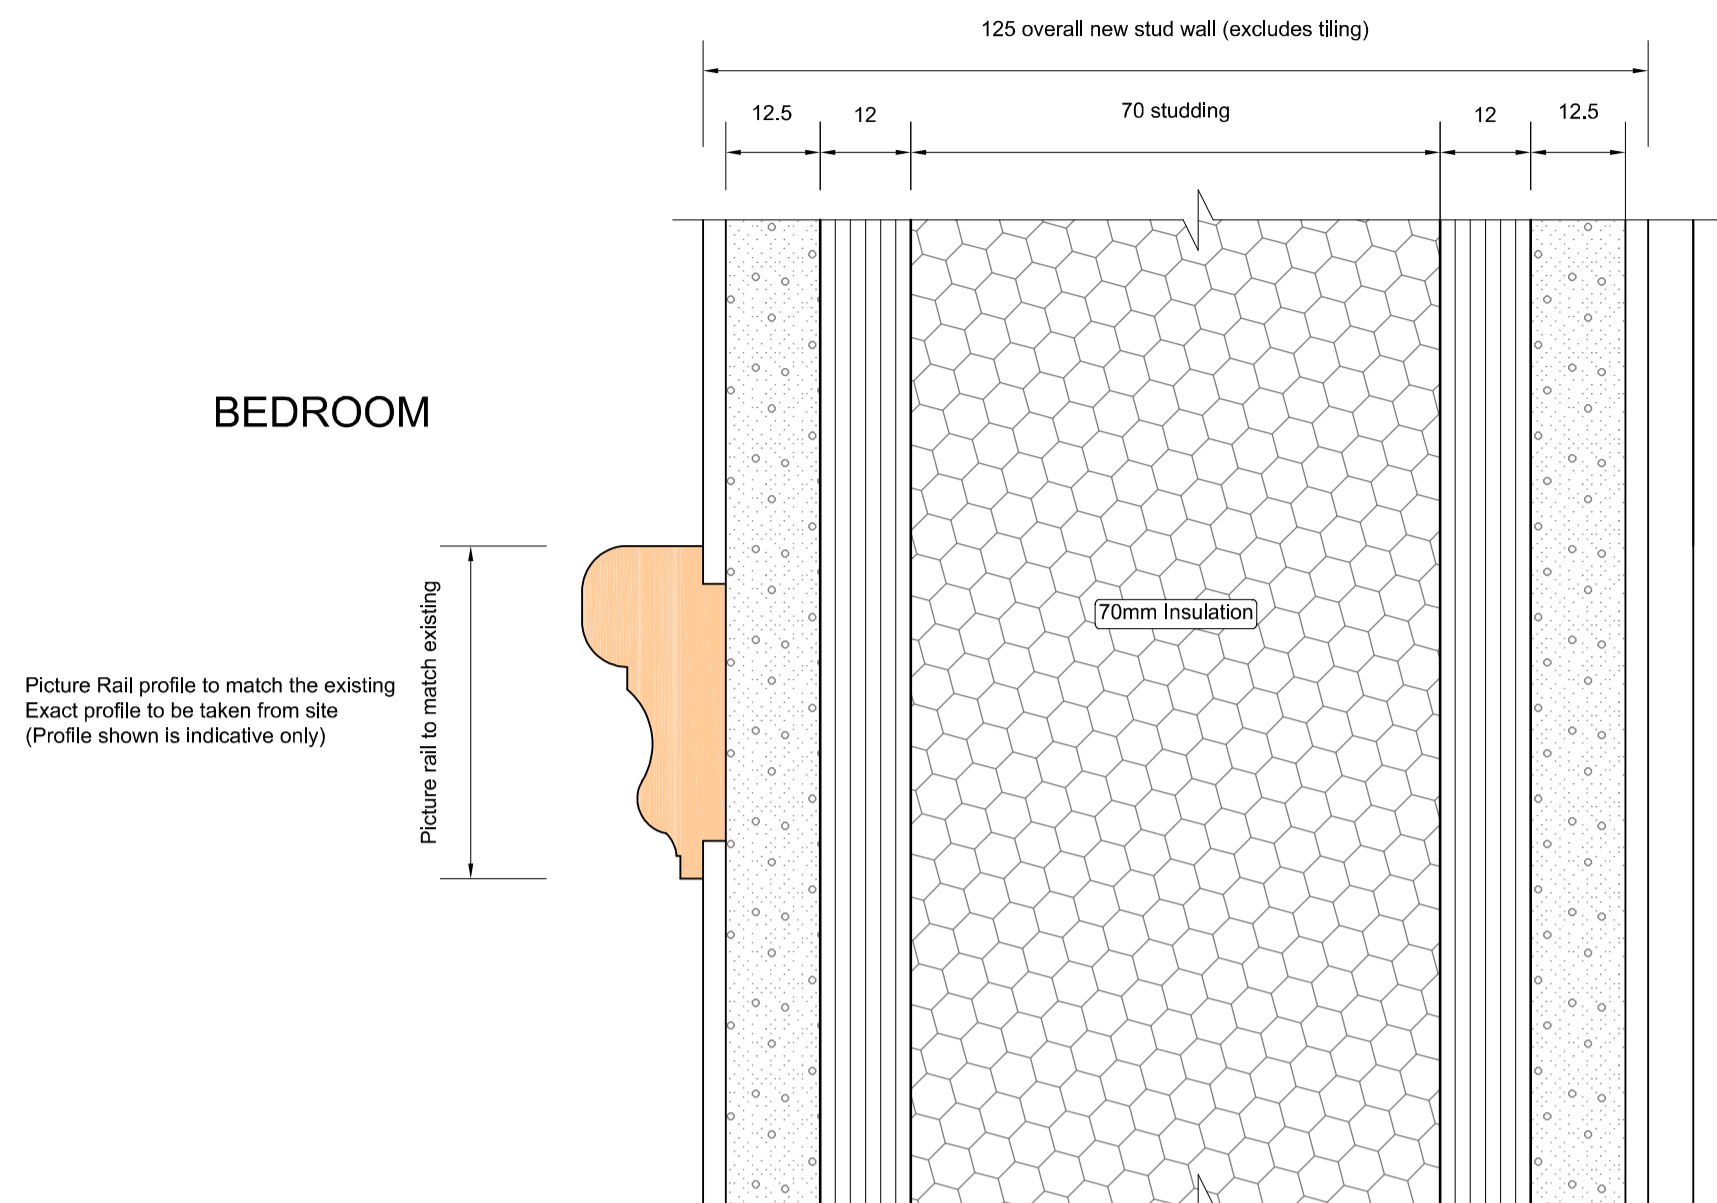 125 overall new stud wall (excludes tiling)
12.5
12
70 studding
12
12.5
BEDROOM
70mm Insulation
Picture rail to match existing
Picture Rail profile to match the existing
Exact profile to be taken from site
(Profile shown is indicative only)